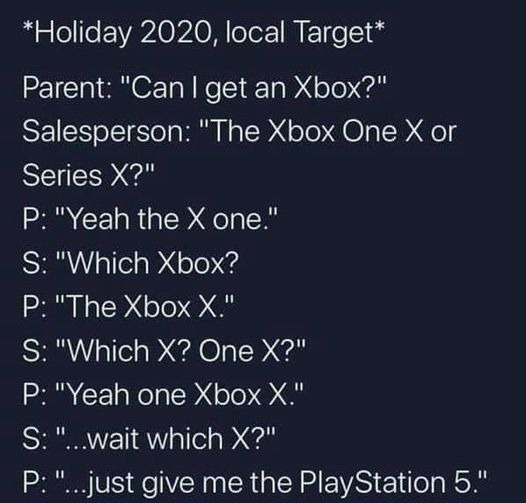 *Holiday 2020, local Target*
Parent: "Can I get an Xbox?"
Salesperson: "The Xbox One X or
Series X?"
P: "Yeah the X one."
S: "Which Xbox?
P: "The Xbox X."
S: "Which X? One X?"
P: "Yeah one Xbox X."
S: "...wait which X?"
P: "...just give me the PlayStation 5."